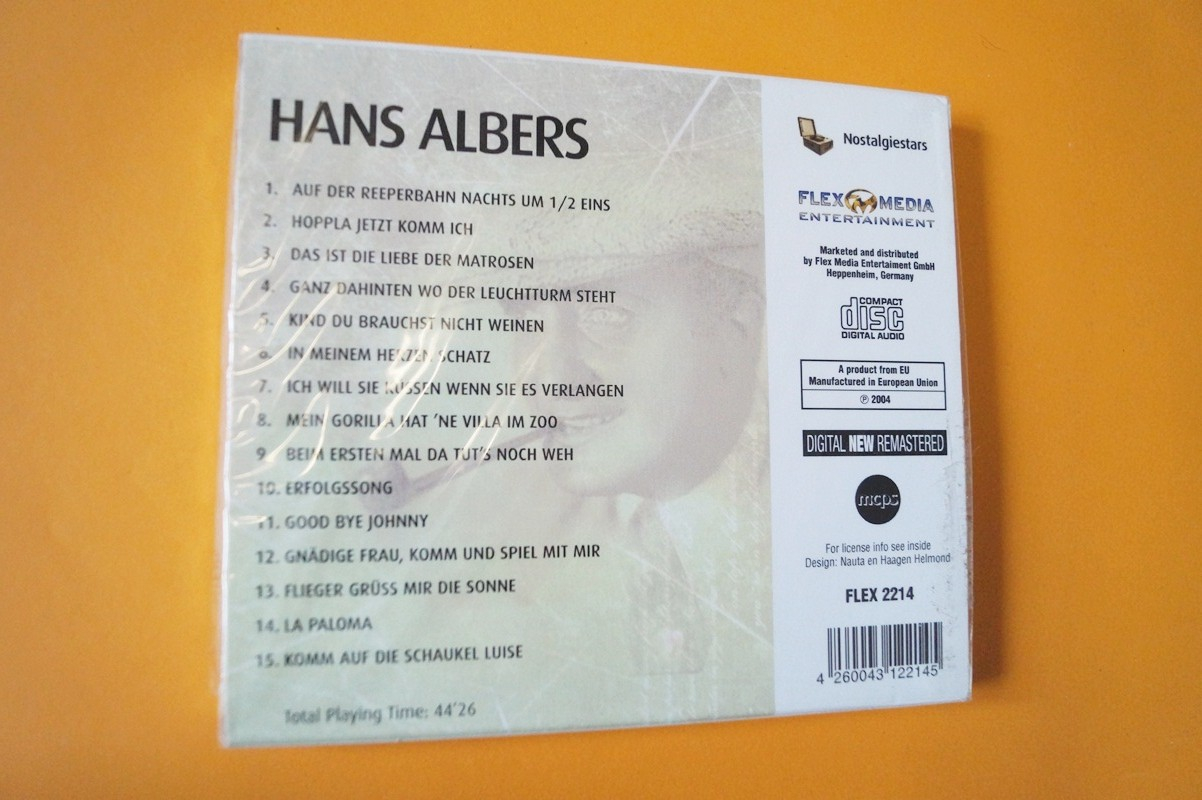 HANS ALBERS
1. AUF DER REEPERBAHN NACHTS UM 1/2 EINS
2. HOPPLA JETZT KOMM ICH
3. DAS IST DIE LIEBE DER MATROSEN
4. GANZ DAHINTEN WO DER LEUCHTTURM STEHT
5. KIND DU BRAUCHST NICHT WEINEN
6. IN MEINEM HERZEN SCHATZ
7. ICH WILL SIE KÜSSEN WENN SIE ES VERLANGEN
8. MEIN GORILLA HAT 'NE VILLA IM ZOO
9. BEIM ERSTEN MAL DA TUT'S NOCH WEH
10. ERFOLGSSONG
11. GOOD BYE JOHNNY
12. GNÄDIGE FRAU, KOMM UND SPIEL MIT MIR
13. FLIEGER GRÜSS MIR DIE SONNE
14. LA PALOMA
15. KOMM AUF DIE SCHAUKEL LUISE
Total Playing Time: 44'26
Nostalgiestars
FLEX MEDIA
ENTERTAINMENT
Marketed and distributed
by Flex Media Entertaiment GmbH
Heppenheim, Germany
COMPACT
disc
DIGITAL AUDIO
A product from EU
Manufactured in European Union
℗ 2004
DIGITAL NEW REMASTERED
mcps
For license info see inside
Design: Nauta en Haagen Helmond
FLEX 2214
4 260043 122145